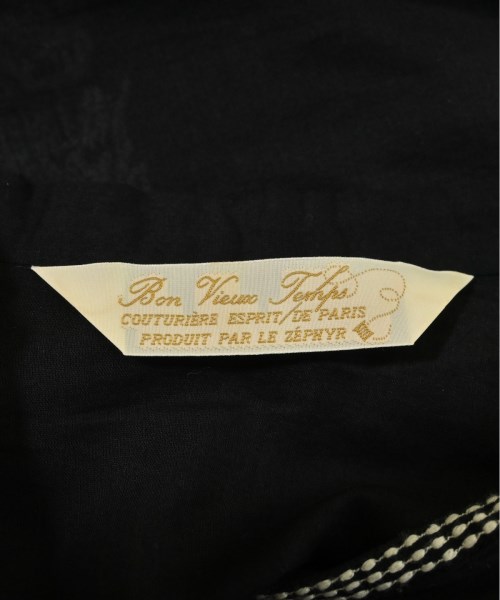 Bon Vieux Temps
COUTURIÈRE ESPRIT DE PARIS
PRODUIT PAR LE ZÉPHYR